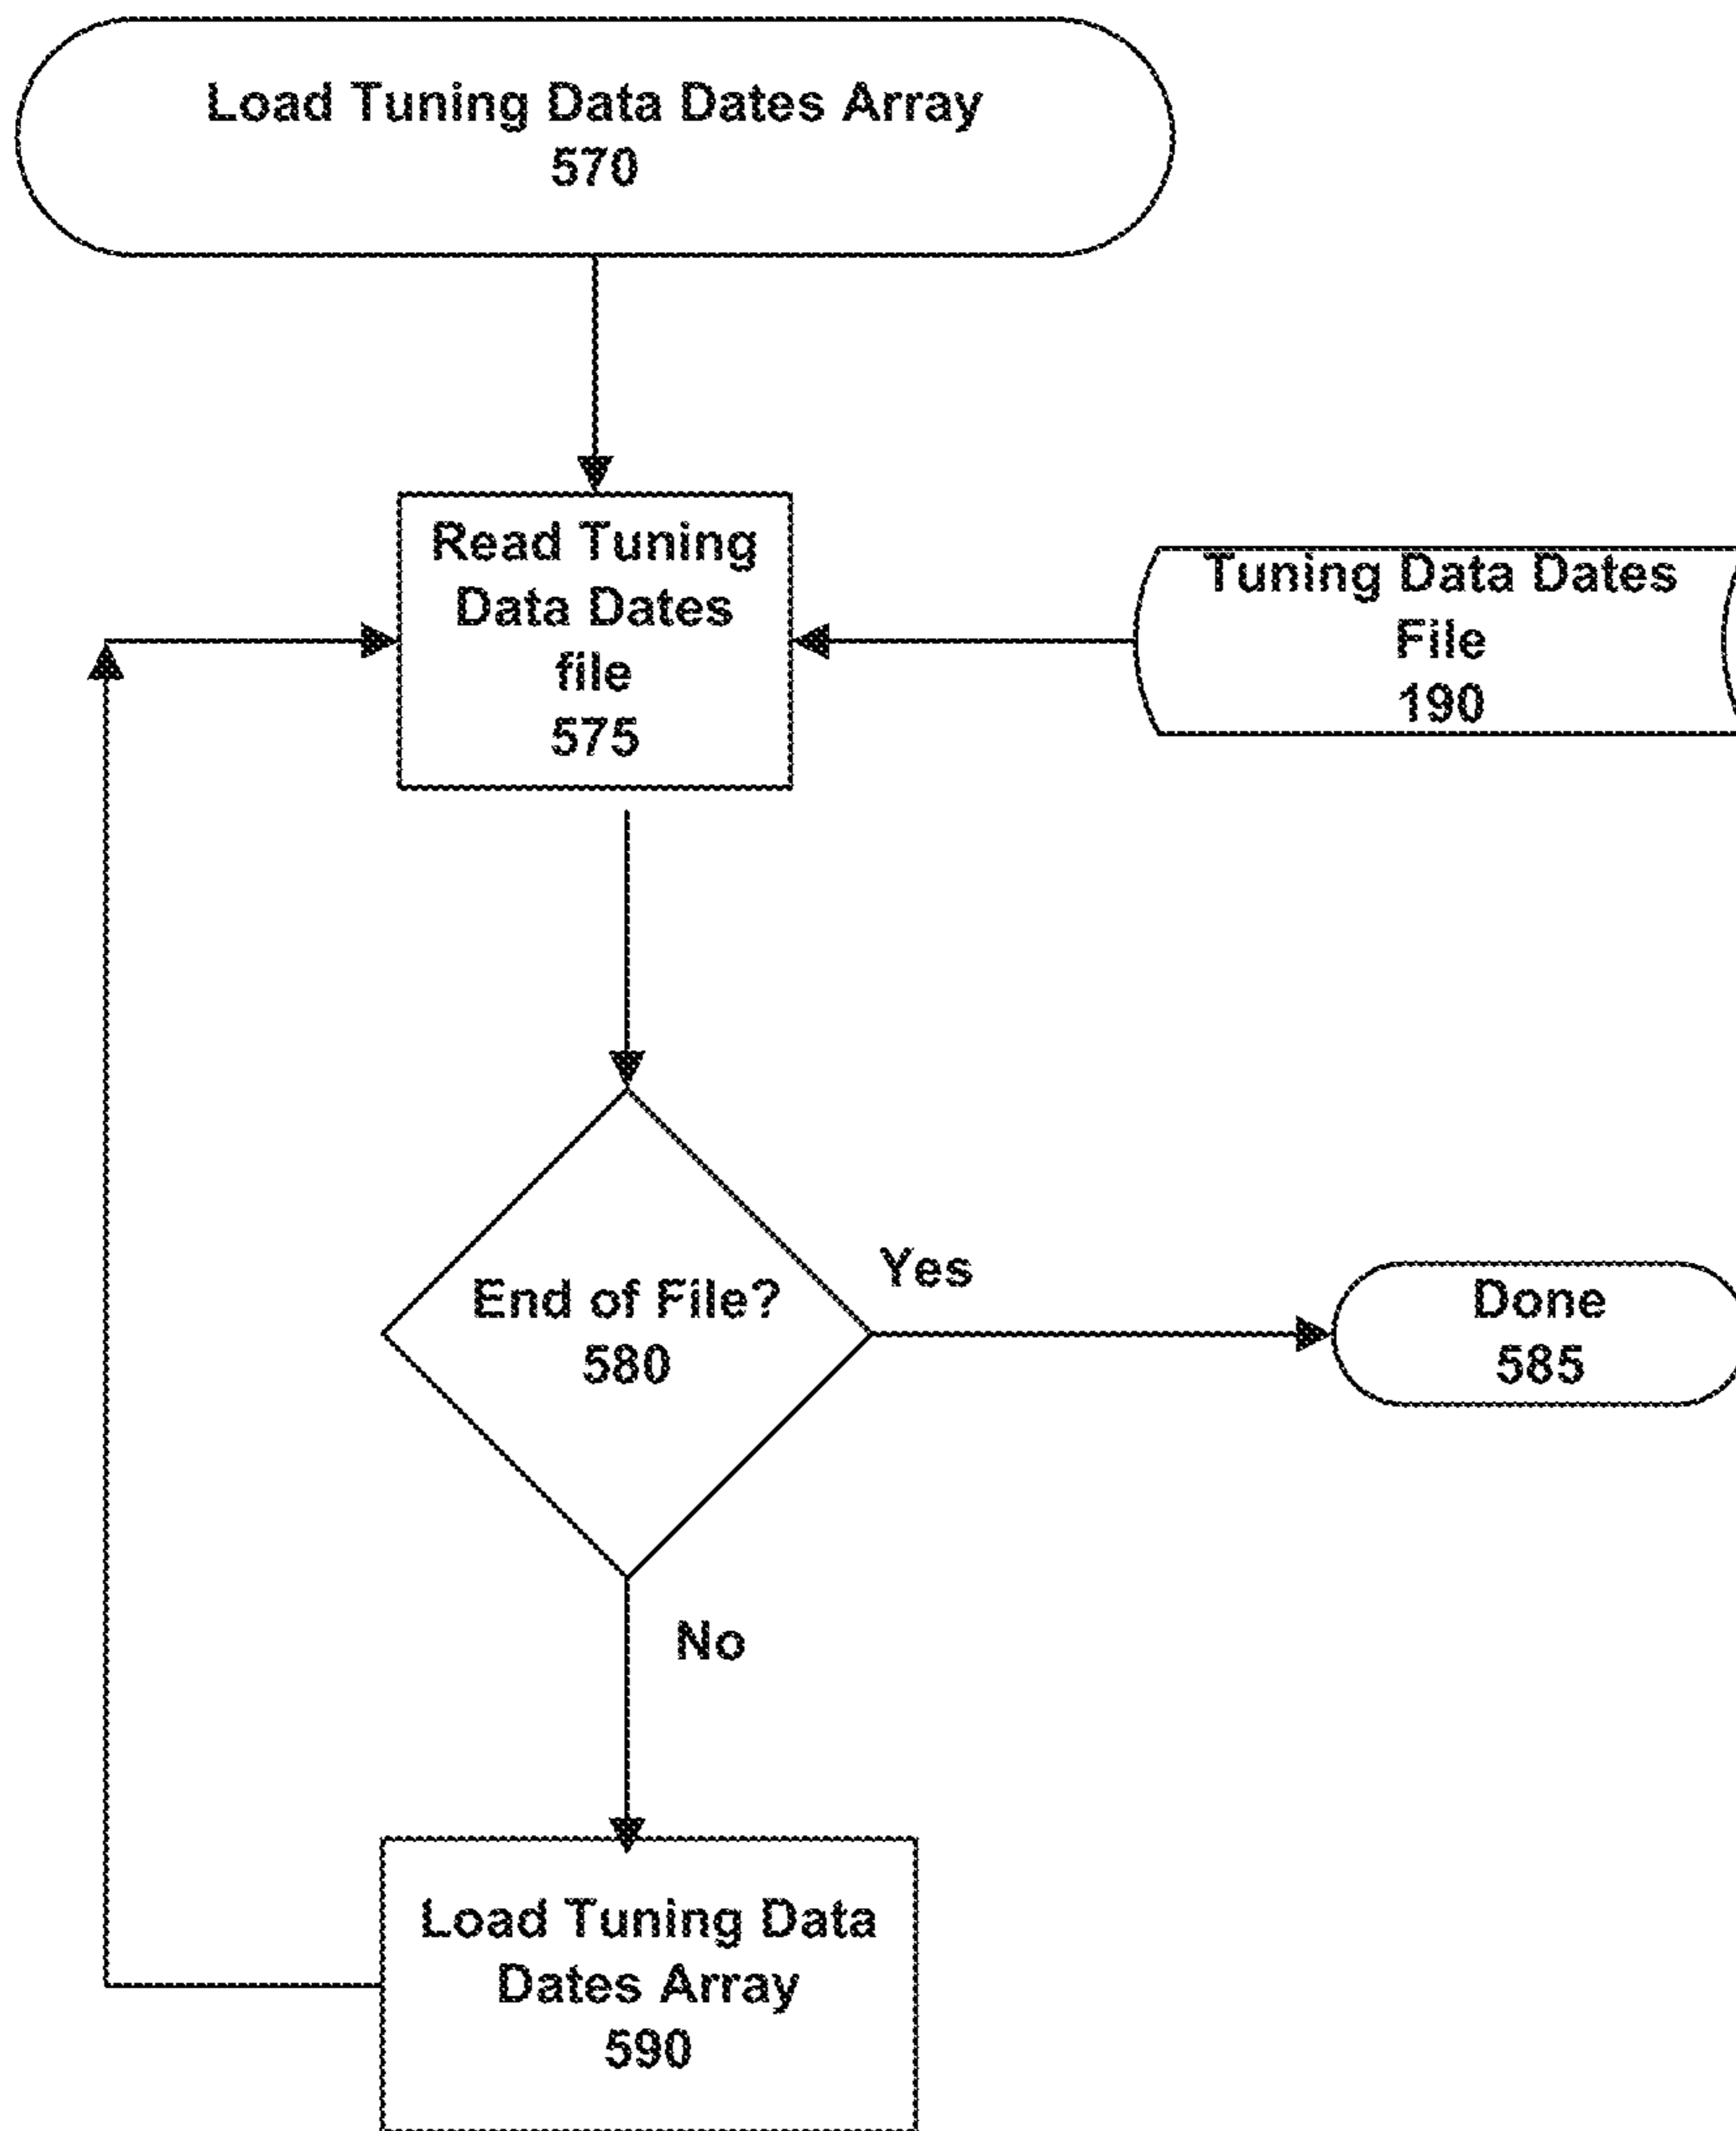 Load Tuning Data Dates Array
570
Read Tuning
Data Dates
file
575
Tuning Data Dates
File
190
End of File?
580
Yes
Done
585
No
Load Tuning Data
Dates Array
590